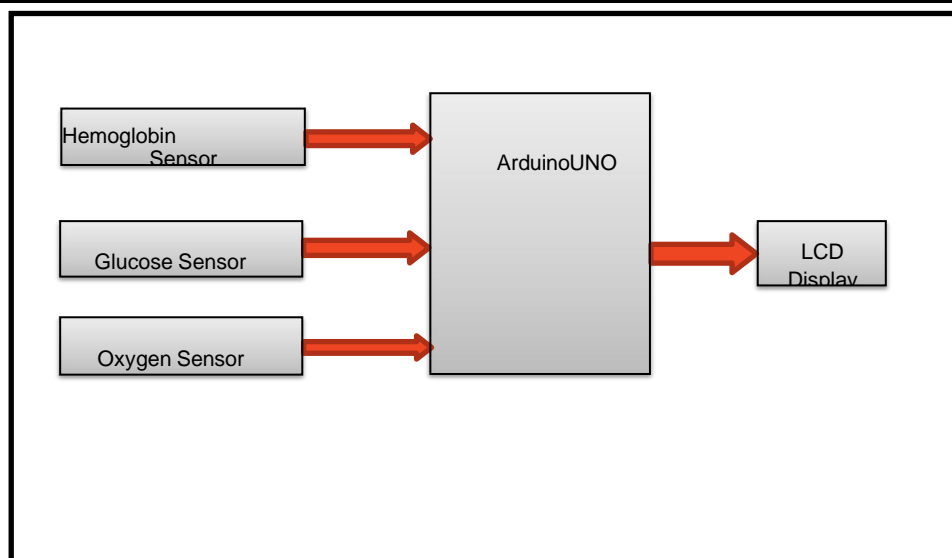 Hemoglobin
Sensor
ArduinoUNO
Glucose Sensor
LCD
Display
Oxygen Sensor